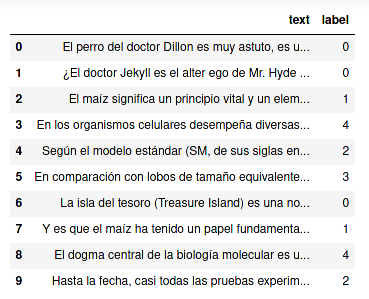 text label
0 El perro del doctor Dillon es muy astuto, es u... 0
1 ¿El doctor Jekyll es el alter ego de Mr. Hyde ... 0
2 El maíz significa un principio vital y un elem... 1
3 En los organismos celulares desempeña diversas... 4
4 Según el modelo estándar (SM, de sus siglas en... 2
5 En comparación con lobos de tamaño equivalente... 3
6 La isla del tesoro (Treasure Island) es una no... 0
7 Y es que el maíz ha tenido un papel fundamenta... 1
8 El dogma central de la biología molecular es u... 4
9 Hasta la fecha, casi todas las pruebas experim... 2